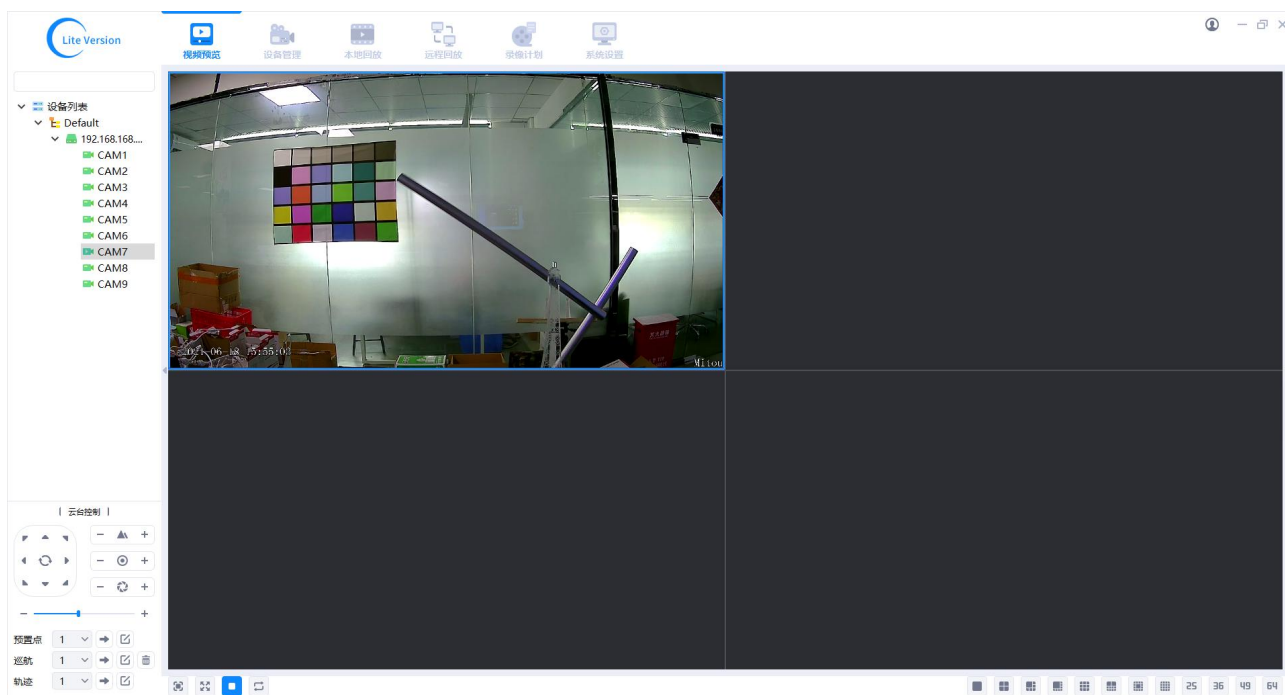 Lite Version
视频预览
设备管理
本地回放
远程回放
录像计划
系统设置
设备列表
Default
192.168.168....
CAM1
CAM2
CAM3
CAM4
CAM5
CAM6
CAM7
CAM8
CAM9
Mitou
云台控制
预置点 1
巡航 1
轨迹 1
25 36 49 64